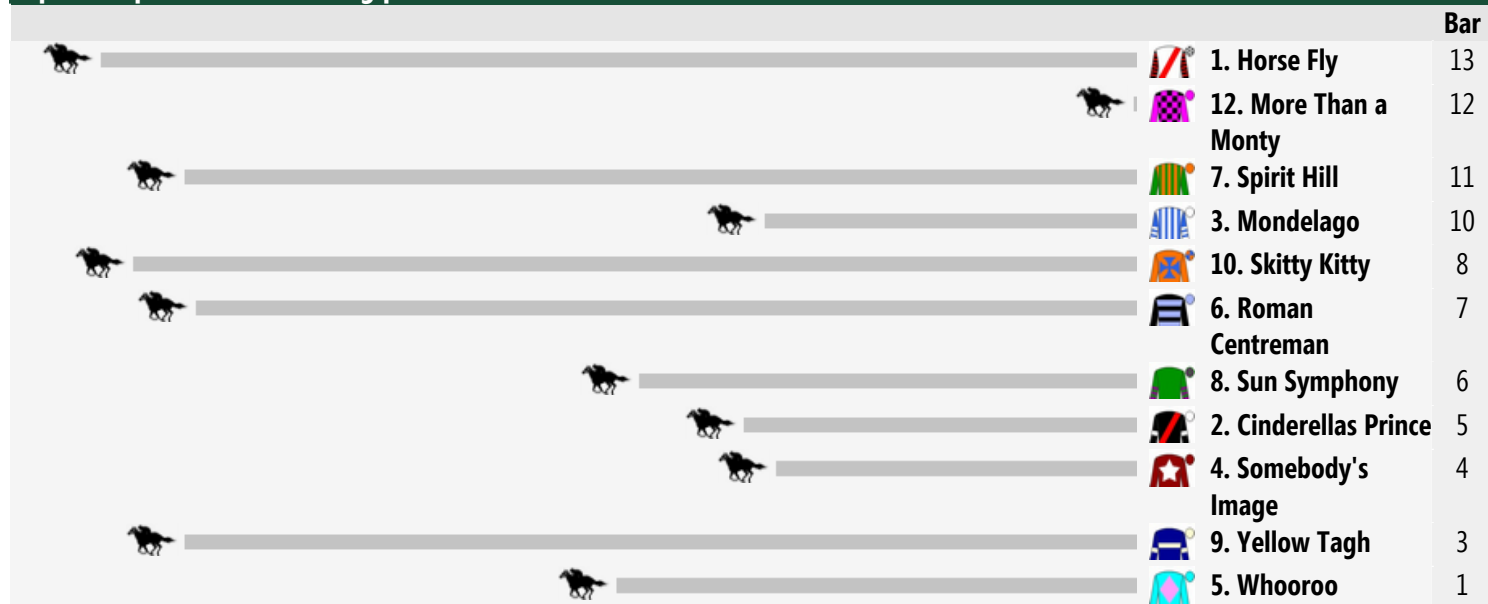 Bar
1. Horse Fly 13
12. More Than a 12
Monty
7. Spirit Hill 11
3. Mondelago 10
10. Skitty Kitty 8
6. Roman 7
Centreman
8. Sun Symphony 6
2. Cinderellas Prince 5
4. Somebody's 4
Image
9. Yellow Tagh 3
5. Whooroo 1